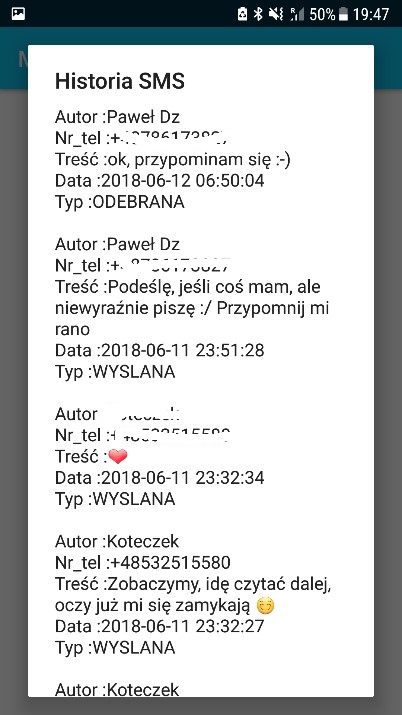 50% 19:47
Historia SMS
Autor :Paweł Dz
Nr_tel
Treść :ok, przypominam się :-)
Data :2018-06-12 06:50:04
Typ :ODEBRANA
Autor :Paweł Dz
Nr_tel
Treść :Podeślę, jeśli coś mam, ale
niewyraźnie piszę :/ Przypomnij mi
rano
Data :2018-06-11 23:51:28
Typ :WYSLANA
Autor
Nr_tel
Treść :❤️
Data :2018-06-11 23:32:34
Typ :WYSLANA
Autor :Koteczek
Nr_tel :+48532515580
Treść :Zobaczymy, idę czytać dalej,
oczy już mi się zamykają 😊
Data :2018-06-11 23:32:27
Typ :WYSLANA
Autor :Koteczek